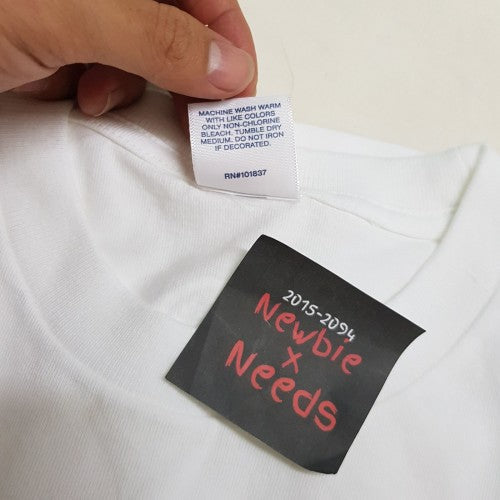 MACHINE WASH WARM
WITH LIKE COLORS
ONLY NON-CHLORINE
BLEACH. TUMBLE DRY
MEDIUM. DO NOT IRON
IF DECORATED.
RN#101837
2015-2094
Newbie
x
Needs